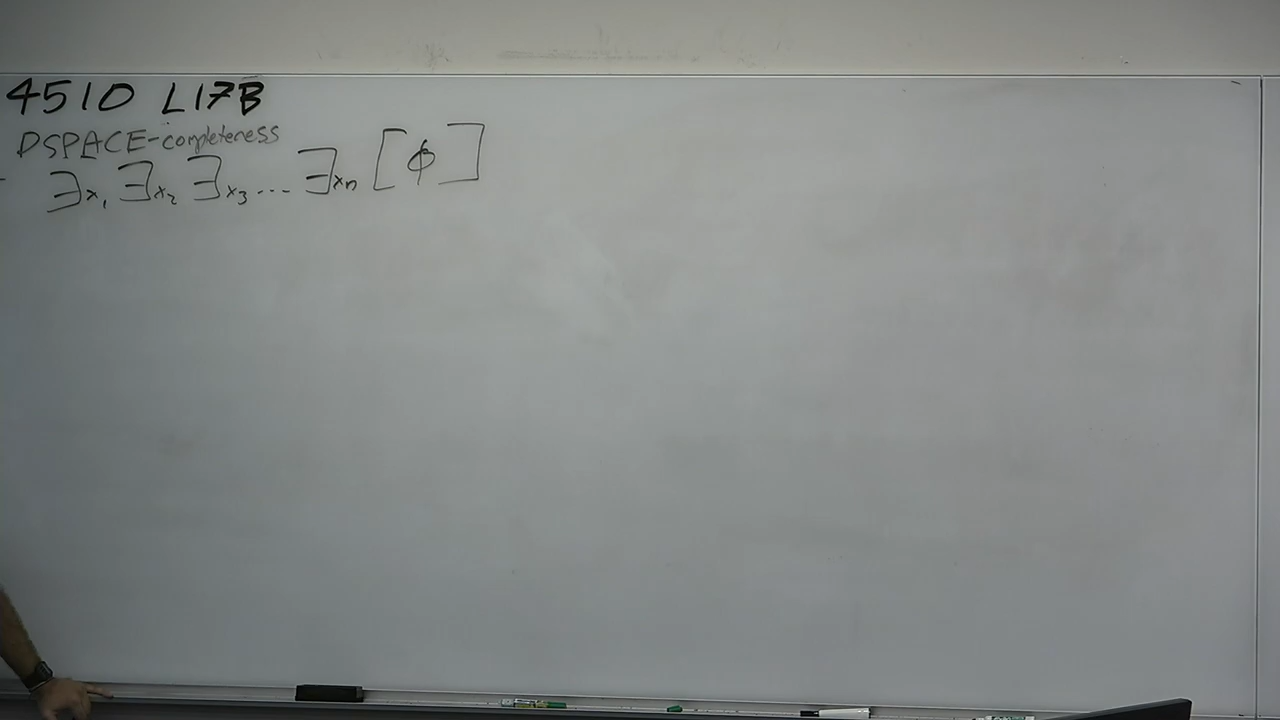 4510 L17B
PSPACE-completeness
∃x₁ ∃x₂ ∃x₃ ... ∃xₙ [ϕ]